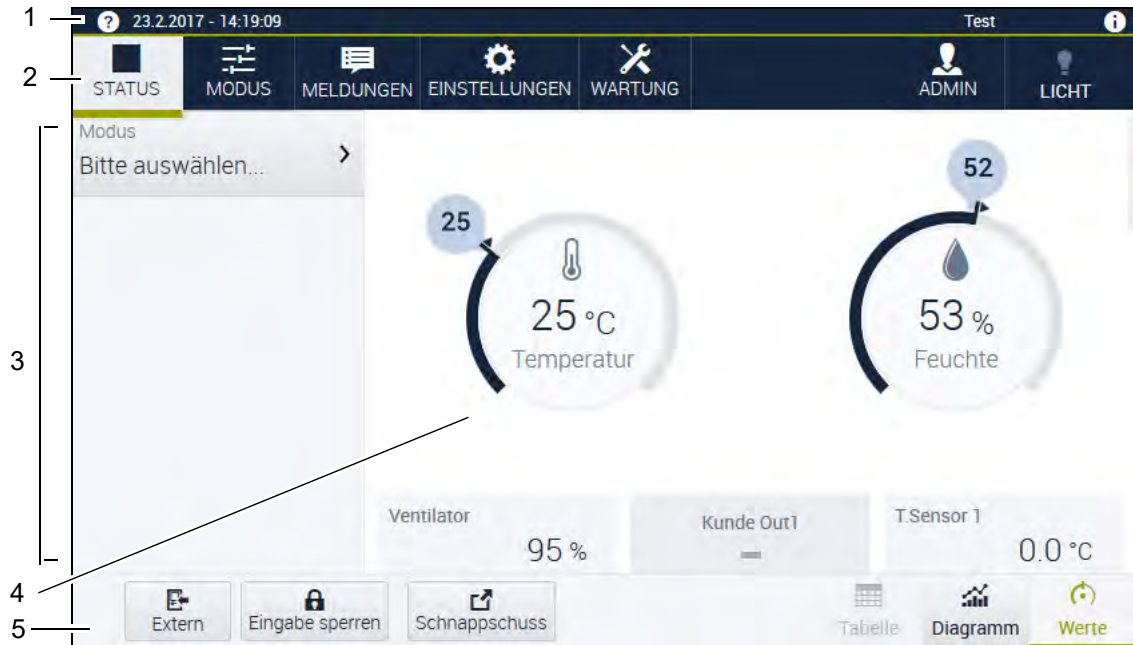 1
? 23.2.2017 - 14:19:09 Test i
2
STATUS MODUS MELDUNGEN EINSTELLUNGEN WARTUNG ADMIN LICHT
3
Modus
Bitte auswählen...
25
25 °C
Temperatur
52
53 %
Feuchte
Ventilator
95 %
Kunde Out1
–
T.Sensor 1
0.0 °C
4
5
Extern Eingabe sperren Schnappschuss Tabelle Diagramm Werte